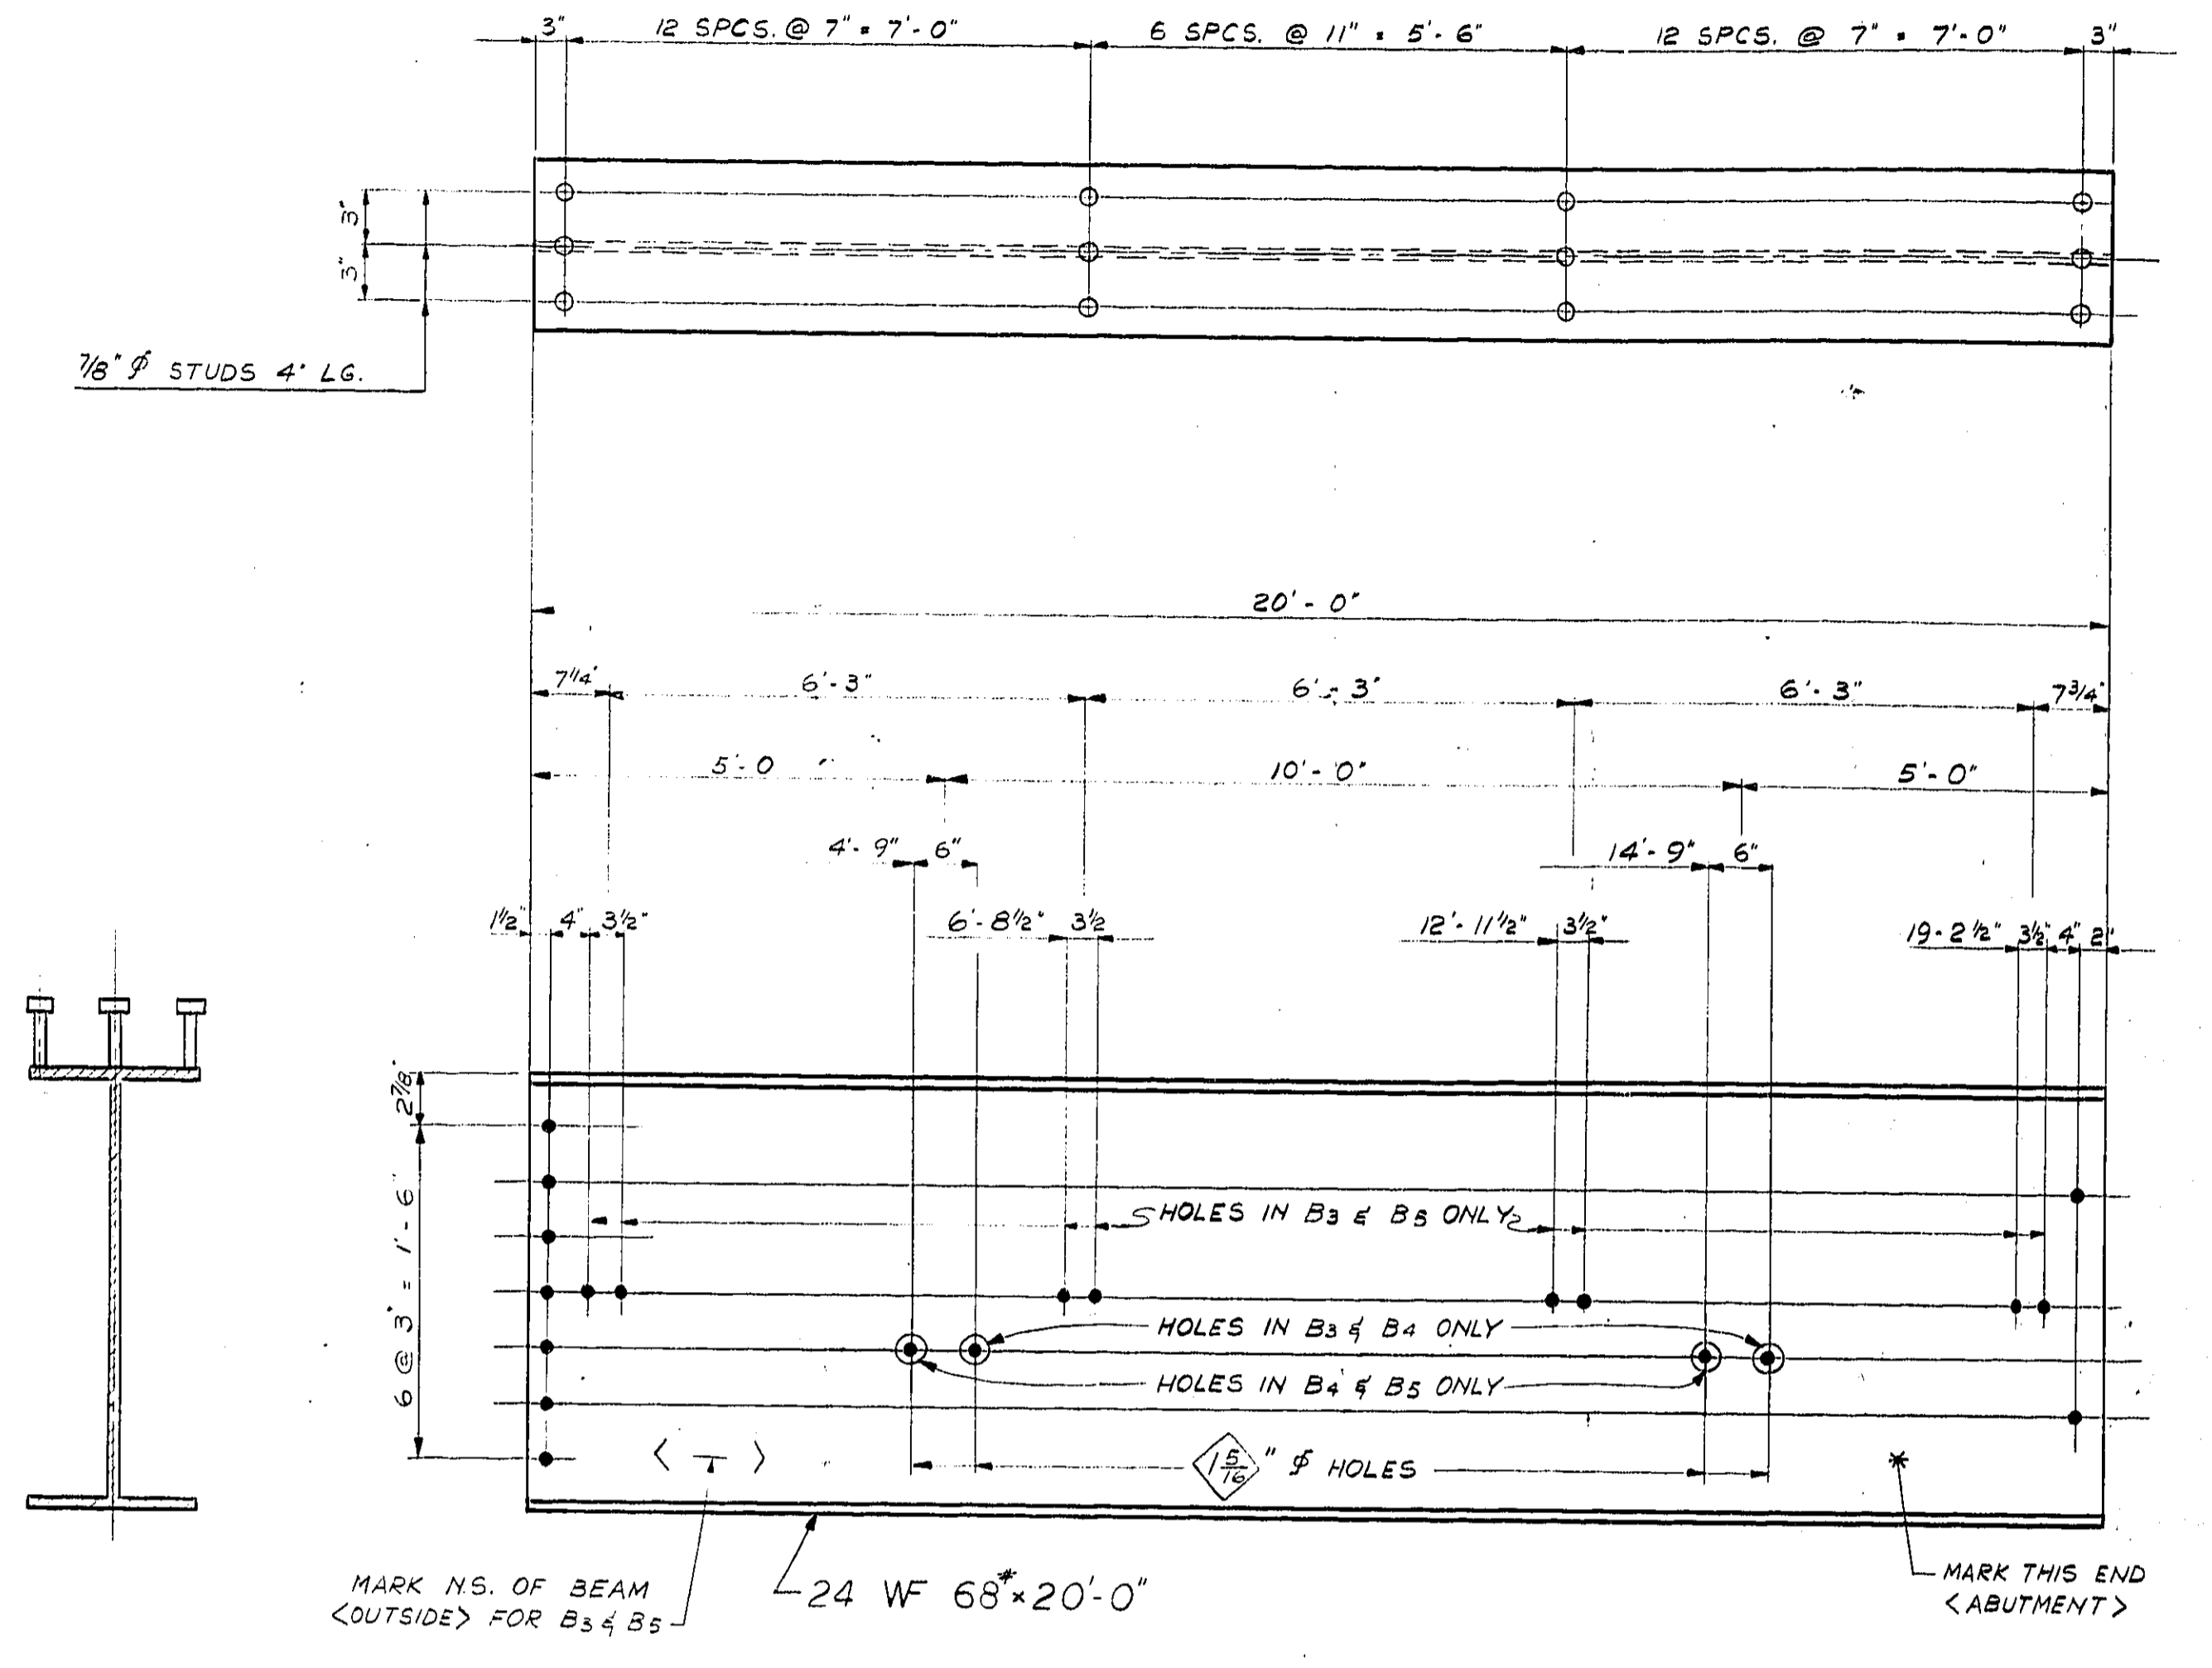 3" 12 SPCS. @ 7" = 7'-0" 6 SPCS. @ 11" = 5'-6" 12 SPCS. @ 7" = 7'-0" 3"
3"
3"
7/8" ϕ STUDS 4" LG.
20'-0"
7 1/4" 6'-3" 6'-3" 6'-3" 7 3/4"
5'-0 10'-0" 5'-0"
4'-9" 6" 14'-9" 6"
1 1/2" 4" 3 1/2" 6'-8 1/2" 3 1/2 12'-11 1/2" 3 1/2" 19-2 1/2" 3 1/2" 4" 2"
2 7/8"
6 @ 3" = 1'-6"
HOLES IN B3 & B5 ONLY
HOLES IN B3 & B4 ONLY
HOLES IN B4 & B5 ONLY
< T >
1 5/16 " ϕ HOLES
*
MARK N.S. OF BEAM
<OUTSIDE> FOR B3 & B5
24 WF 68# x 20'-0"
MARK THIS END
<ABUTMENT>